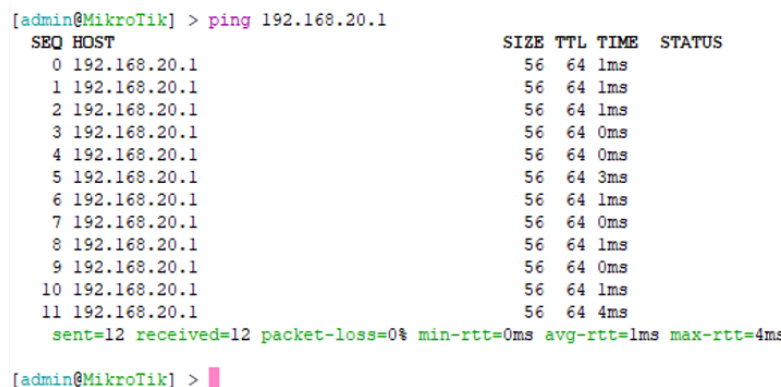 [admin@MikroTik] > ping 192.168.20.1
SEQ HOST SIZE TTL TIME STATUS
0 192.168.20.1 56 64 1ms
1 192.168.20.1 56 64 1ms
2 192.168.20.1 56 64 1ms
3 192.168.20.1 56 64 0ms
4 192.168.20.1 56 64 0ms
5 192.168.20.1 56 64 3ms
6 192.168.20.1 56 64 1ms
7 192.168.20.1 56 64 0ms
8 192.168.20.1 56 64 1ms
9 192.168.20.1 56 64 0ms
10 192.168.20.1 56 64 1ms
11 192.168.20.1 56 64 4ms
sent=12 received=12 packet-loss=0% min-rtt=0ms avg-rtt=1ms max-rtt=4ms
[admin@MikroTik] >